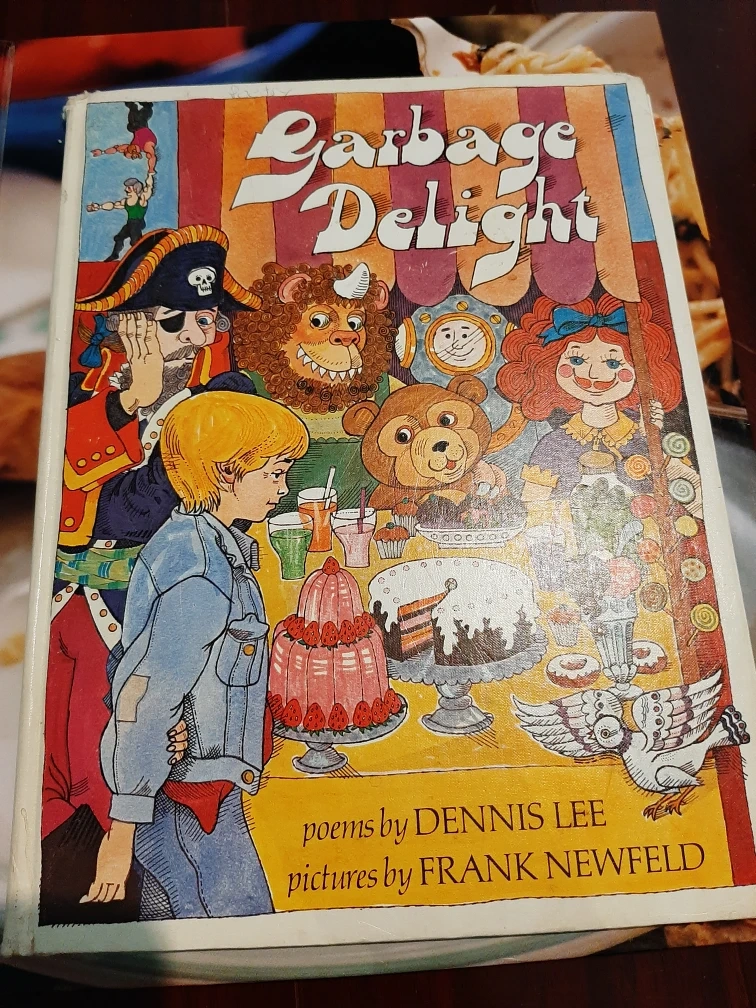 Garbage
Delight
poems by DENNIS LEE
pictures by FRANK NEWFELD